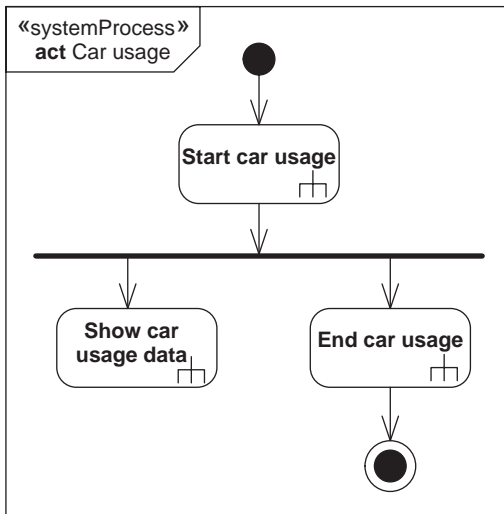 «systemProcess»
act Car usage
Start car usage
Show car
usage data
End car usage